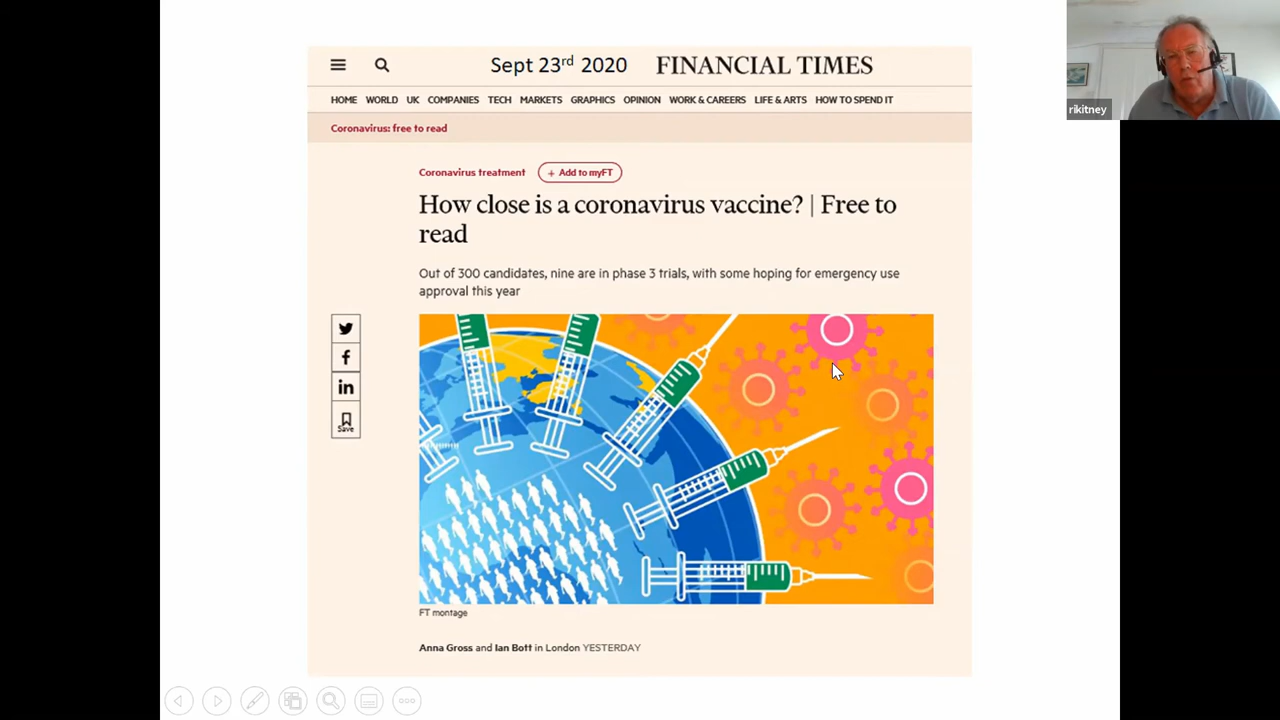 Sept 23rd 2020 FINANCIAL TIMES
HOME WORLD UK COMPANIES TECH MARKETS GRAPHICS OPINION WORK & CAREERS LIFE & ARTS HOW TO SPEND IT
Coronavirus: free to read
Coronavirus treatment + Add to myFT
How close is a coronavirus vaccine? | Free to
read
Out of 300 candidates, nine are in phase 3 trials, with some hoping for emergency use
approval this year
in
Save
FT montage
Anna Gross and Ian Bott in London YESTERDAY
rikitney